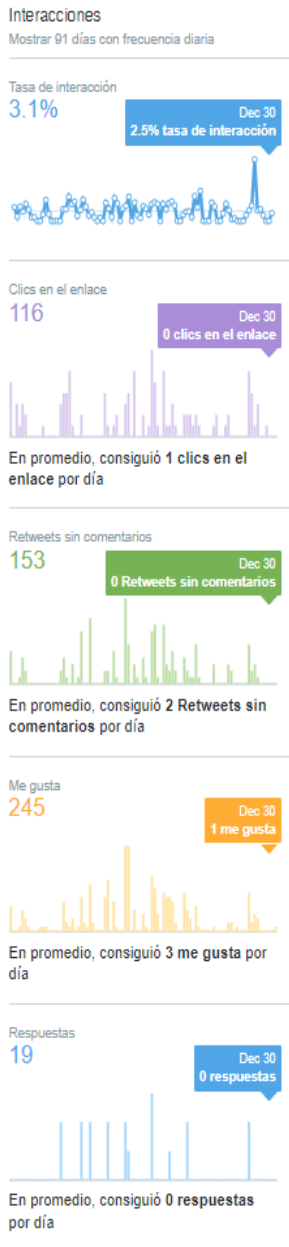 Interacciones
Mostrar 91 días con frecuencia diaria
Tasa de interacción
3.1%
Dec 30
2.5% tasa de interacción
Clics en el enlace
116
Dec 30
0 clics en el enlace
En promedio, consiguió 1 clics en el
enlace por día
Retweets sin comentarios
153
Dec 30
0 Retweets sin comentarios
En promedio, consiguió 2 Retweets sin
comentarios por día
Me gusta
245
Dec 30
1 me gusta
En promedio, consiguió 3 me gusta por
día
Respuestas
19
Dec 30
0 respuestas
En promedio, consiguió 0 respuestas
por día